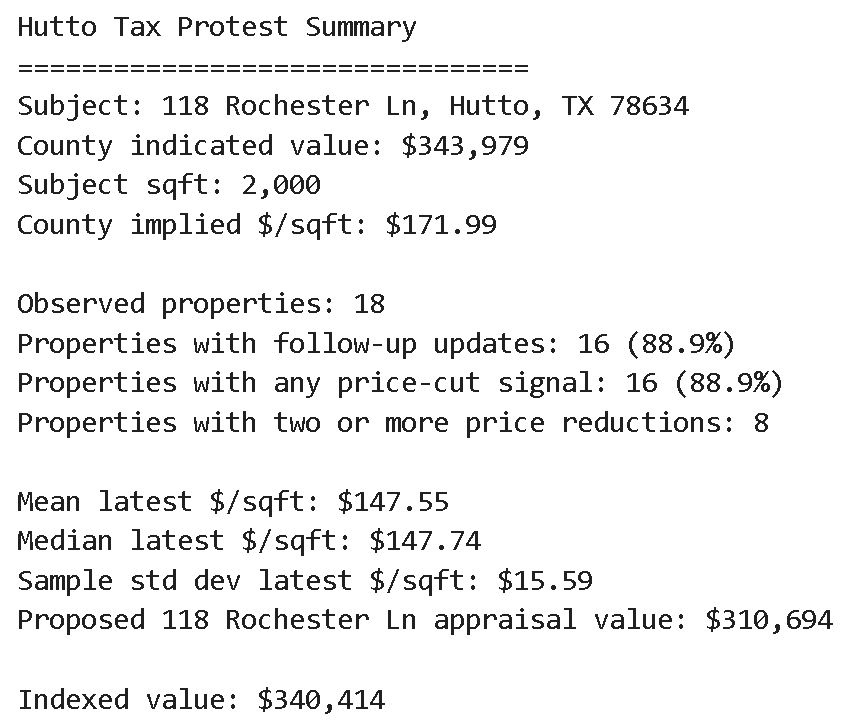 Hutto Tax Protest Summary
================================
Subject: 118 Rochester Ln, Hutto, TX 78634
County indicated value: $343,979
Subject sqft: 2,000
County implied $/sqft: $171.99
Observed properties: 18
Properties with follow-up updates: 16 (88.9%)
Properties with any price-cut signal: 16 (88.9%)
Properties with two or more price reductions: 8
Mean latest $/sqft: $147.55
Median latest $/sqft: $147.74
Sample std dev latest $/sqft: $15.59
Proposed 118 Rochester Ln appraisal value: $310,694
Indexed value: $340,414